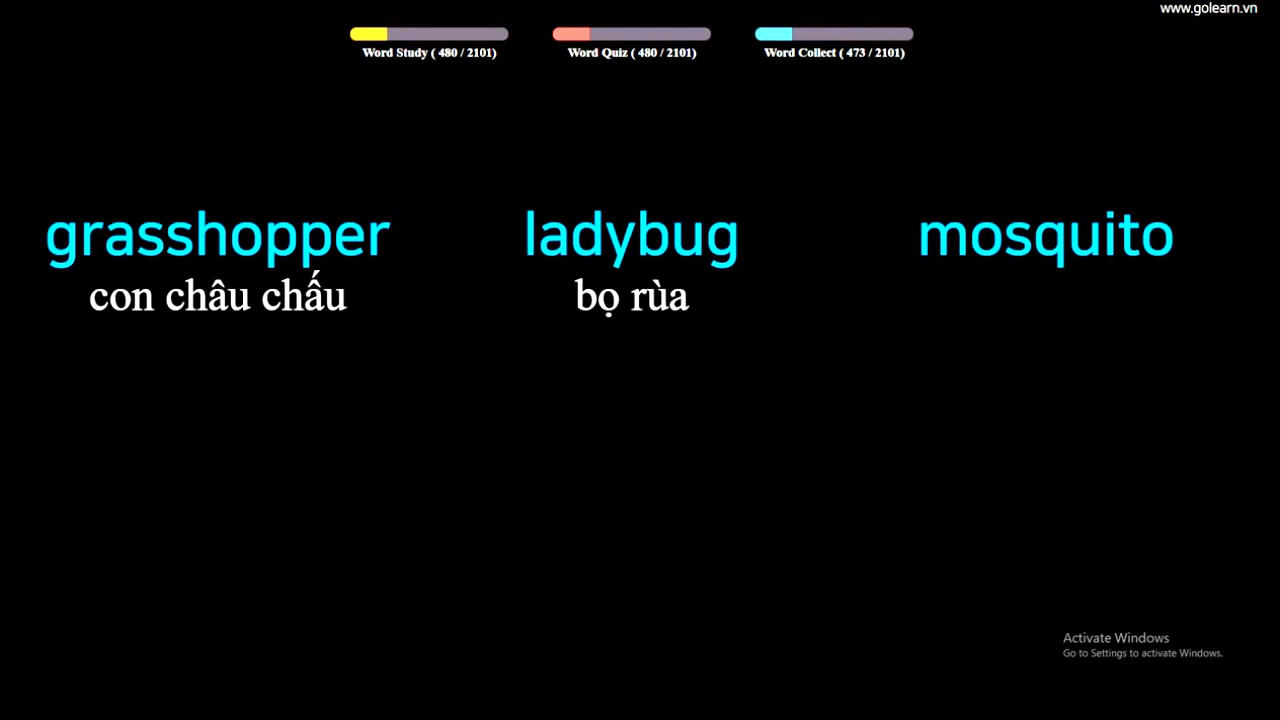 www.golearn.vn
Word Study ( 480 / 2101)
Word Quiz ( 480 / 2101)
Word Collect ( 473 / 2101)
grasshopper
con châu chấu
ladybug
bọ rùa
mosquito
Activate Windows
Go to Settings to activate Windows.